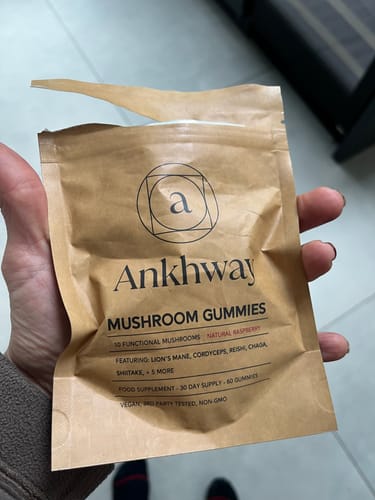 a
Ankhway
MUSHROOM GUMMIES
10 FUNCTIONAL MUSHROOMS NATURAL RASPBERRY
FEATURING: LION'S MANE, CORDYCEPS, REISHI, CHAGA,
SHIITAKE, + 5 MORE
FOOD SUPPLEMENT - 30 DAY SUPPLY - 60 GUMMIES
VEGAN, 3RD PARTY TESTED, NON-GMO